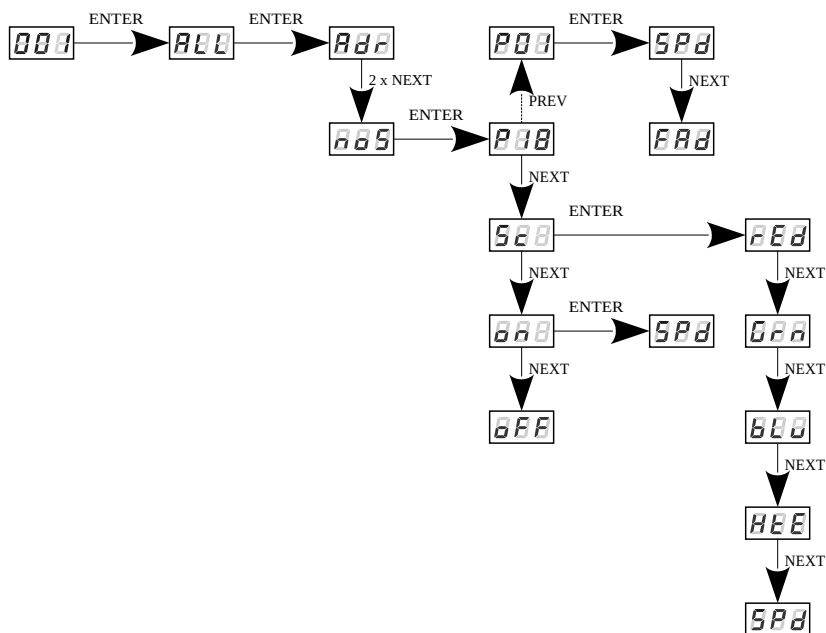 ENTER
ENTER
ENTER
001
ALL
Adr
P01
SPd
2 x NEXT
NEXT
PREV
ENTER
noS
P18
FAd
NEXT
ENTER
Sc
rEd
NEXT
NEXT
ENTER
on
SPd
Grn
NEXT
NEXT
oFF
bLu
NEXT
HtE
NEXT
SPd